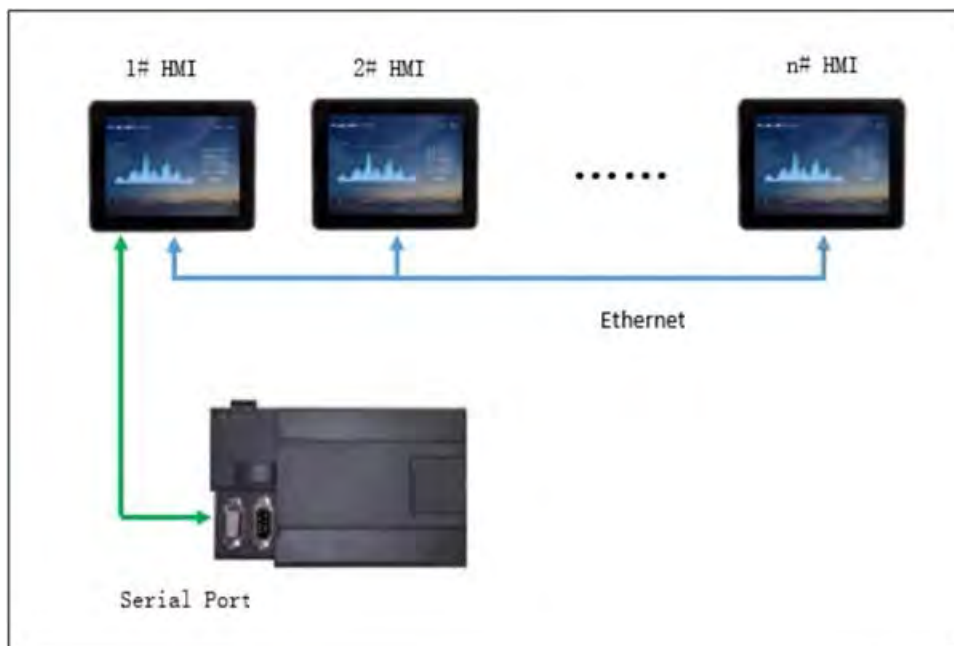 1# HMI
2# HMI
n# HMI
......
Ethernet
Serial Port